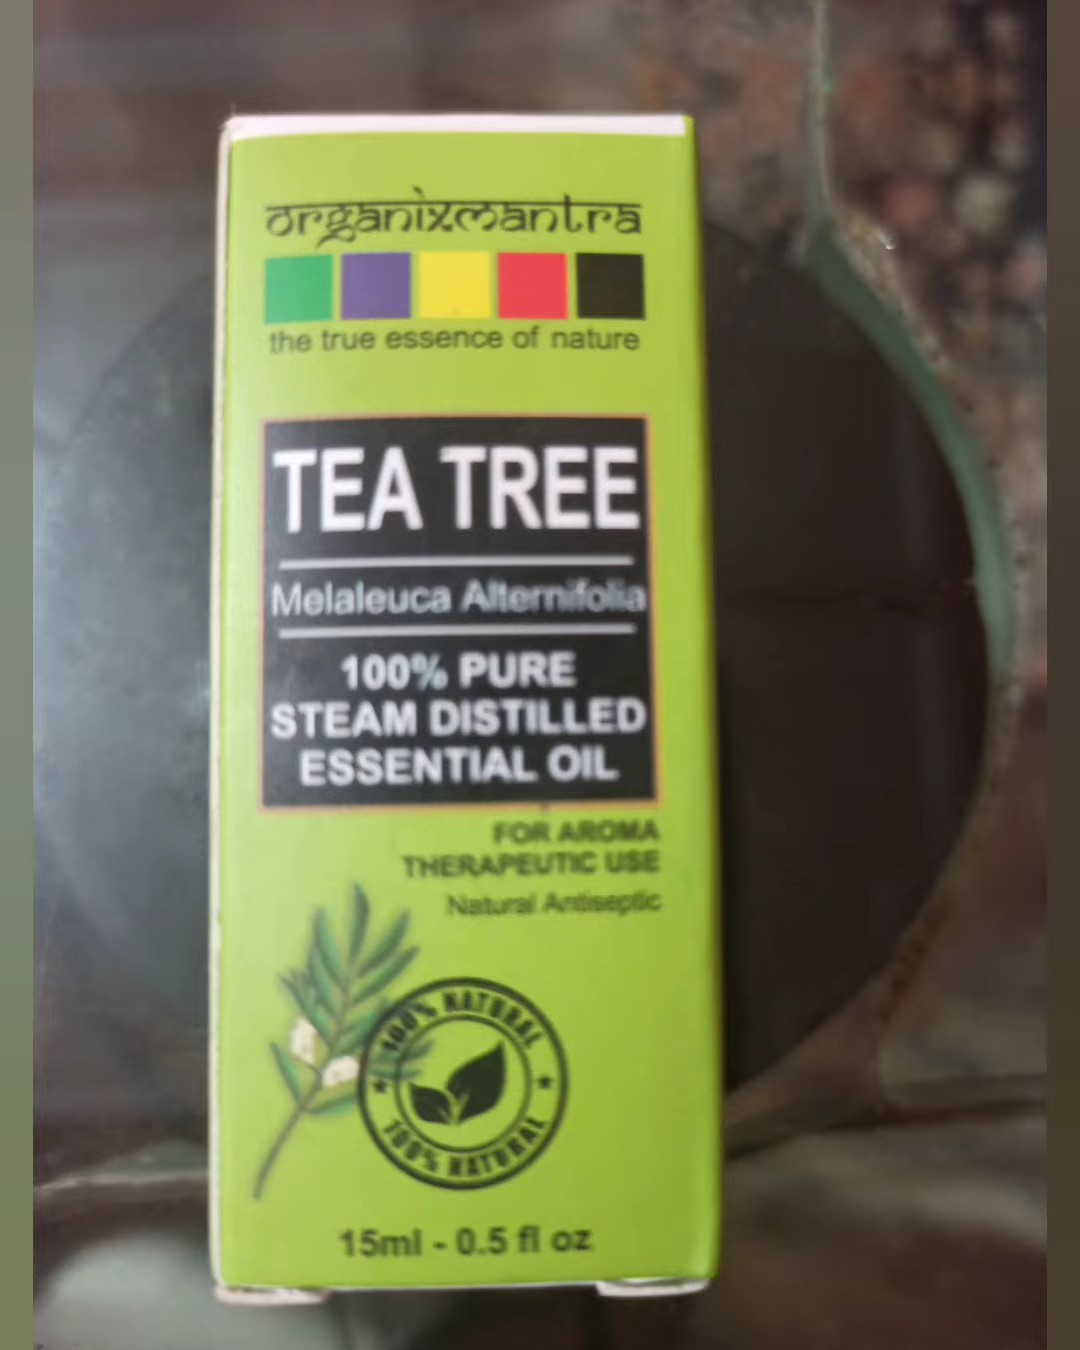 organixmantra
the true essence of nature
TEA TREE
Melaleuca Alternifolia
100% PURE
STEAM DISTILLED
ESSENTIAL OIL
FOR AROMA
THERAPEUTIC USE
Natural Antiseptic
100% NATURAL
100% NATURAL
15ml - 0.5 fl oz